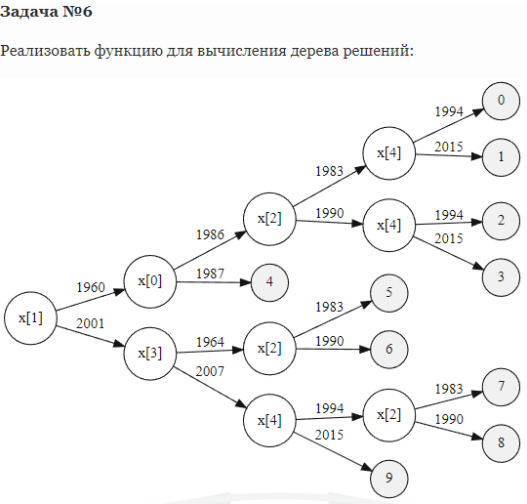 Задача №6
Реализовать функцию для вычисления дерева решений:
0
1994
x[4]
2015
1
1983
x[2]
1990
1986
x[4]
1994
2
2015
3
x[0]
1987
4
1960
x[1]
2001
1983
5
x[3]
1964
x[2]
1990
6
2007
x[4]
1994
x[2]
1983
7
1990
8
2015
9